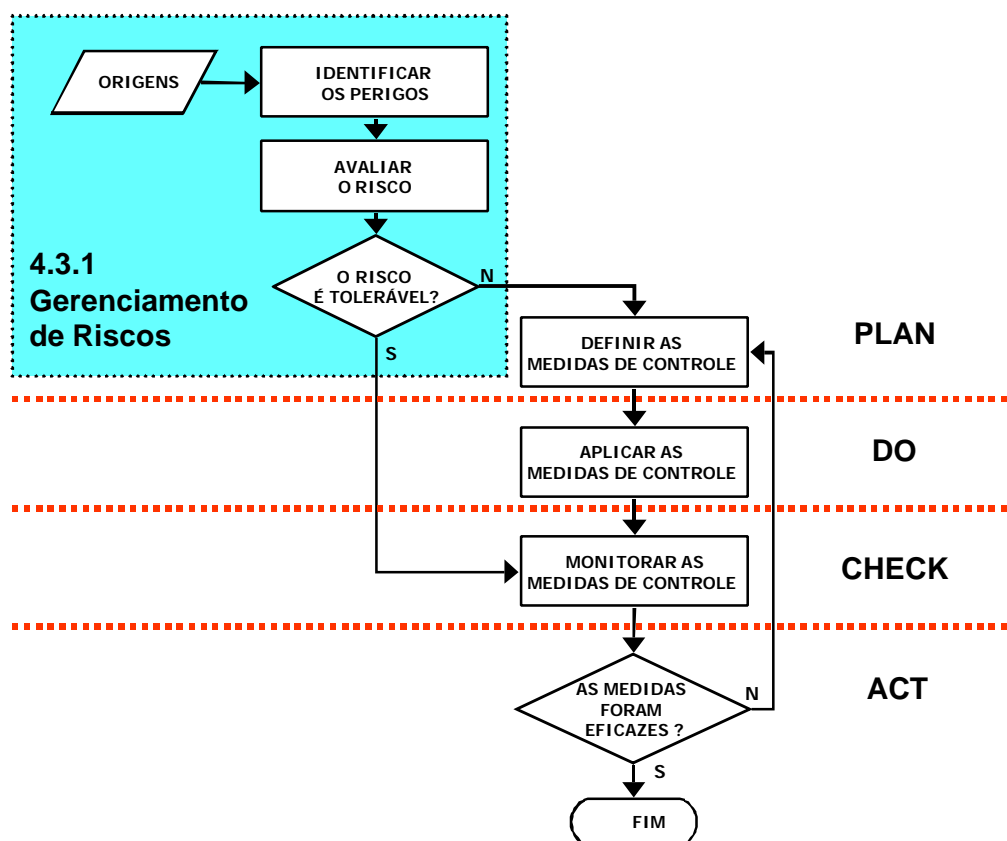 ORIGENS
IDENTIFICAR
OS PERIGOS
AVALIAR
O RISCO
4.3.1
Gerenciamento
de Riscos
O RISCO
É TOLERÁVEL?
N
S
DEFINIR AS
MEDIDAS DE CONTROLE
PLAN
APLICAR AS
MEDIDAS DE CONTROLE
DO
MONITORAR AS
MEDIDAS DE CONTROLE
CHECK
AS MEDIDAS
FORAM
EFICAZES ?
N
S
ACT
FIM